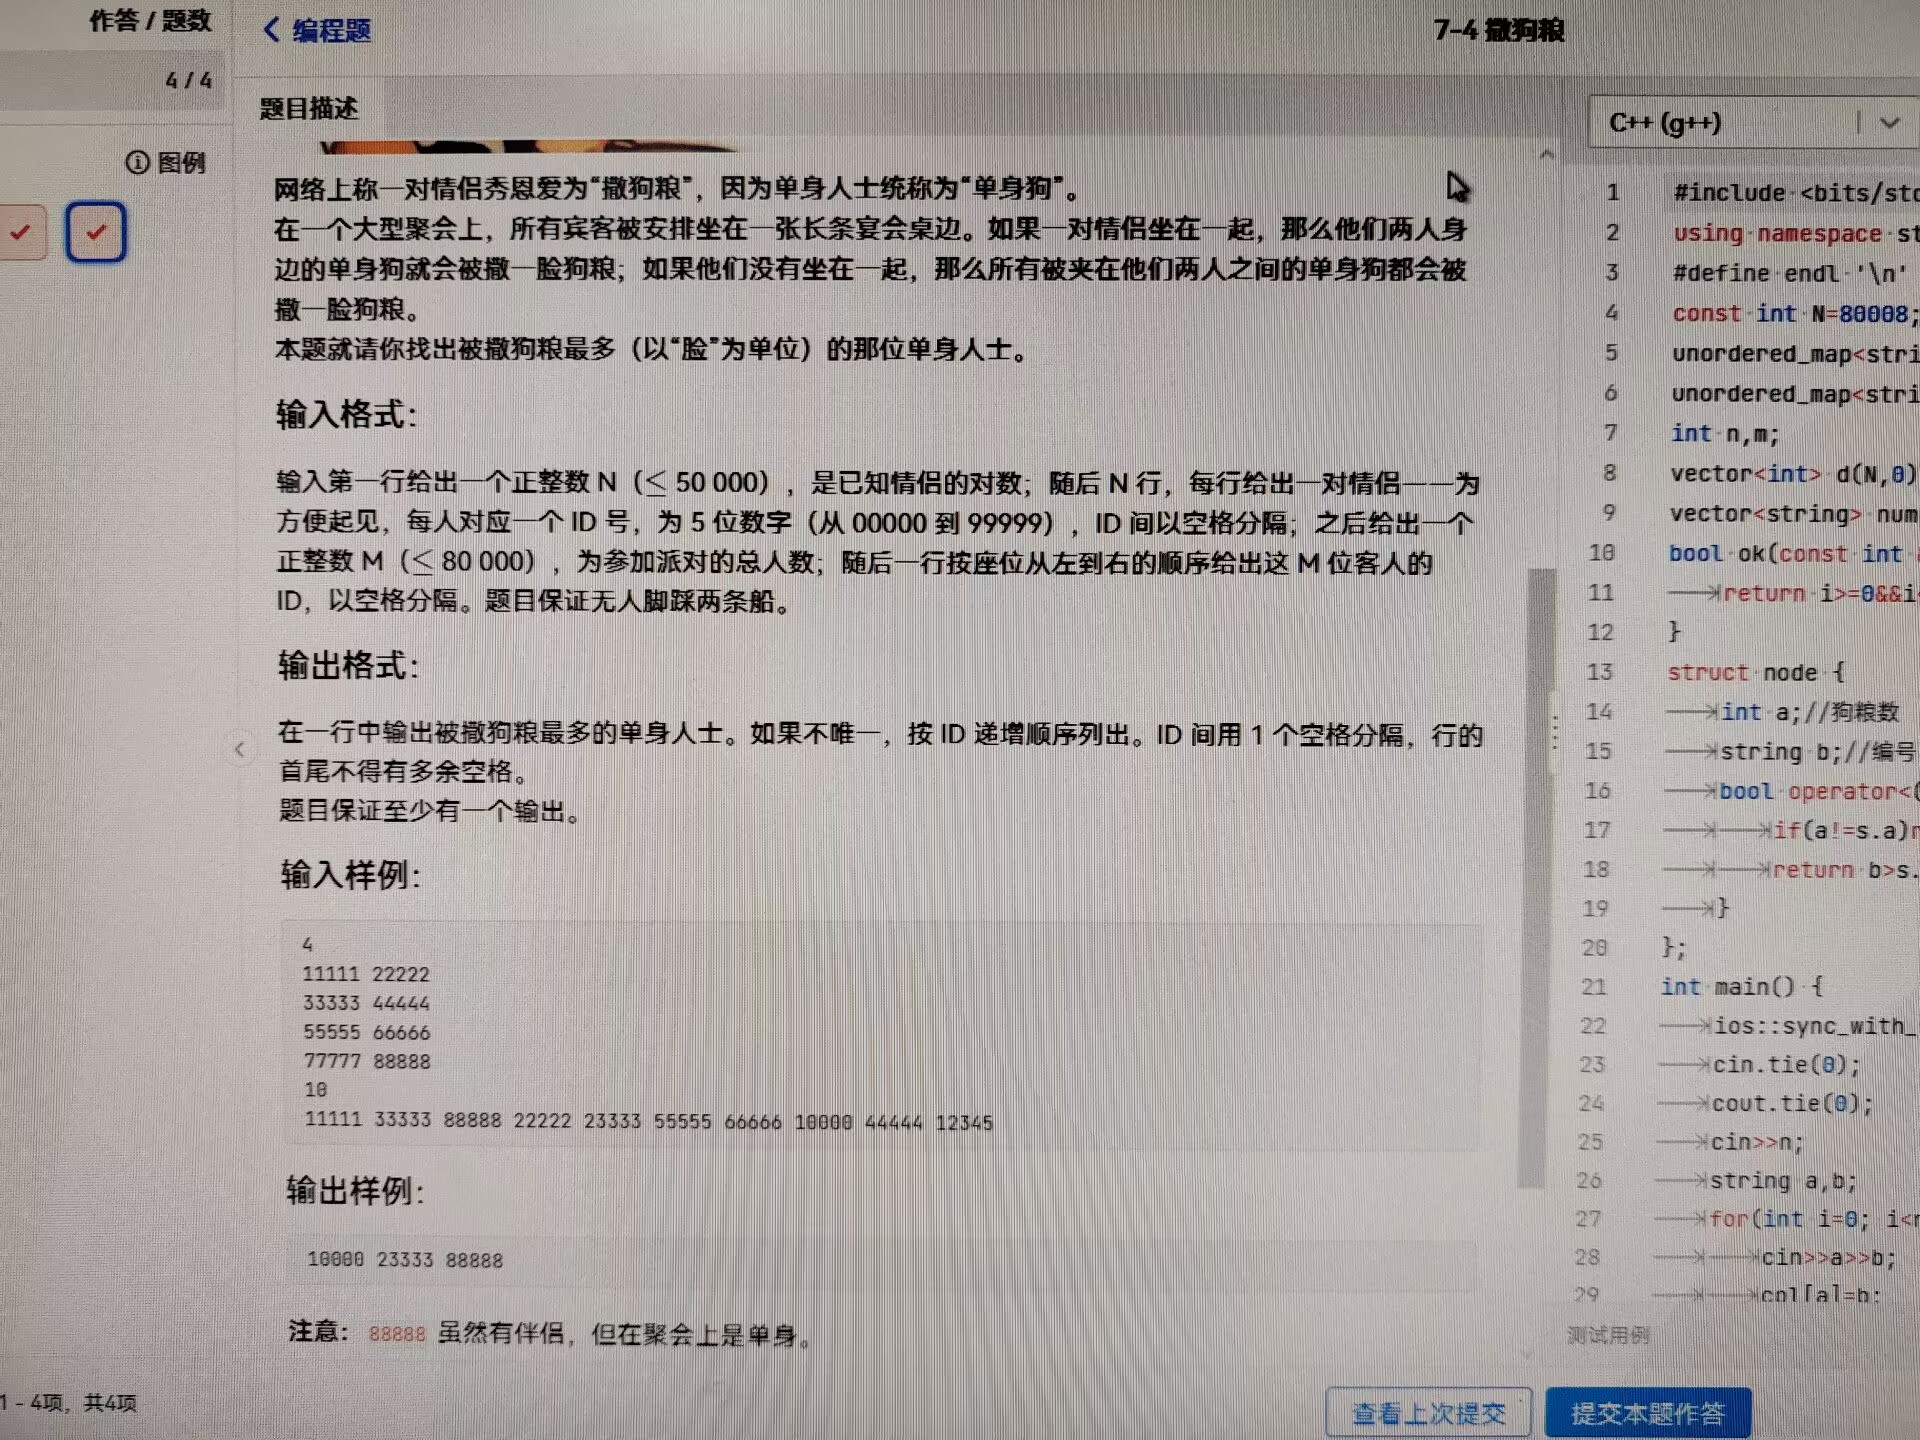 作答 / 题数
4 / 4
图例
编程题
7-4 撒狗粮
题目描述
网络上称一对情侣秀恩爱为“撒狗粮”，因为单身人士统称为“单身狗”。
在一个大型聚会上，所有宾客被安排坐在一张长条宴会桌边。如果一对情侣坐在一起，那么他们两人身
边的单身狗就会被撒一脸狗粮；如果他们没有坐在一起，那么所有被夹在他们两人之间的单身狗都会被
撒一脸狗粮。
本题就请你找出被撒狗粮最多（以“脸”为单位）的那位单身人士。
输入格式：
输入第一行给出一个正整数 N（≤ 50 000），是已知情侣的对数；随后 N 行，每行给出一对情侣——为
方便起见，每人对应一个 ID 号，为 5 位数字（从 00000 到 99999），ID 间以空格分隔；之后给出一个
正整数 M（≤ 80 000），为参加派对的总人数；随后一行按座位从左到右的顺序给出这 M 位客人的
ID，以空格分隔。题目保证无人脚踩两条船。
输出格式：
在一行中输出被撒狗粮最多的单身人士。如果不唯一，按 ID 递增顺序列出。ID 间用 1 个空格分隔，行的
首尾不得有多余空格。
题目保证至少有一个输出。
输入样例：
4
11111 22222
33333 44444
55555 66666
77777 88888
10
11111 33333 88888 22222 23333 55555 66666 10000 44444 12345
输出样例：
10000 23333 88888
注意： 88888 虽然有伴侣，但在聚会上是单身。
1 - 4项，共4项
C++ (g++)
1 #include <bits/std
2 using namespace st
3 #define endl '\n'
4 const int N=80008;
5 unordered_map<stri
6 unordered_map<stri
7 int n,m;
8 vector<int> d(N,0)
9 vector<string> num
10 bool ok(const int
11 return i>=0&&i<
12 }
13 struct node {
14 int a;//狗粮数
15 string b;//编号
16 bool operator<(
17 if(a!=s.a)r
18 return b>s.
19 }
20 };
21 int main() {
22 ios::sync_with_
23 cin.tie(0);
24 cout.tie(0);
25 cin>>n;
26 string a,b;
27 for(int i=0; i<n
28 cin>>a>>b;
29 cpl[a]=b;
测试用例
查看上次提交
提交本题作答